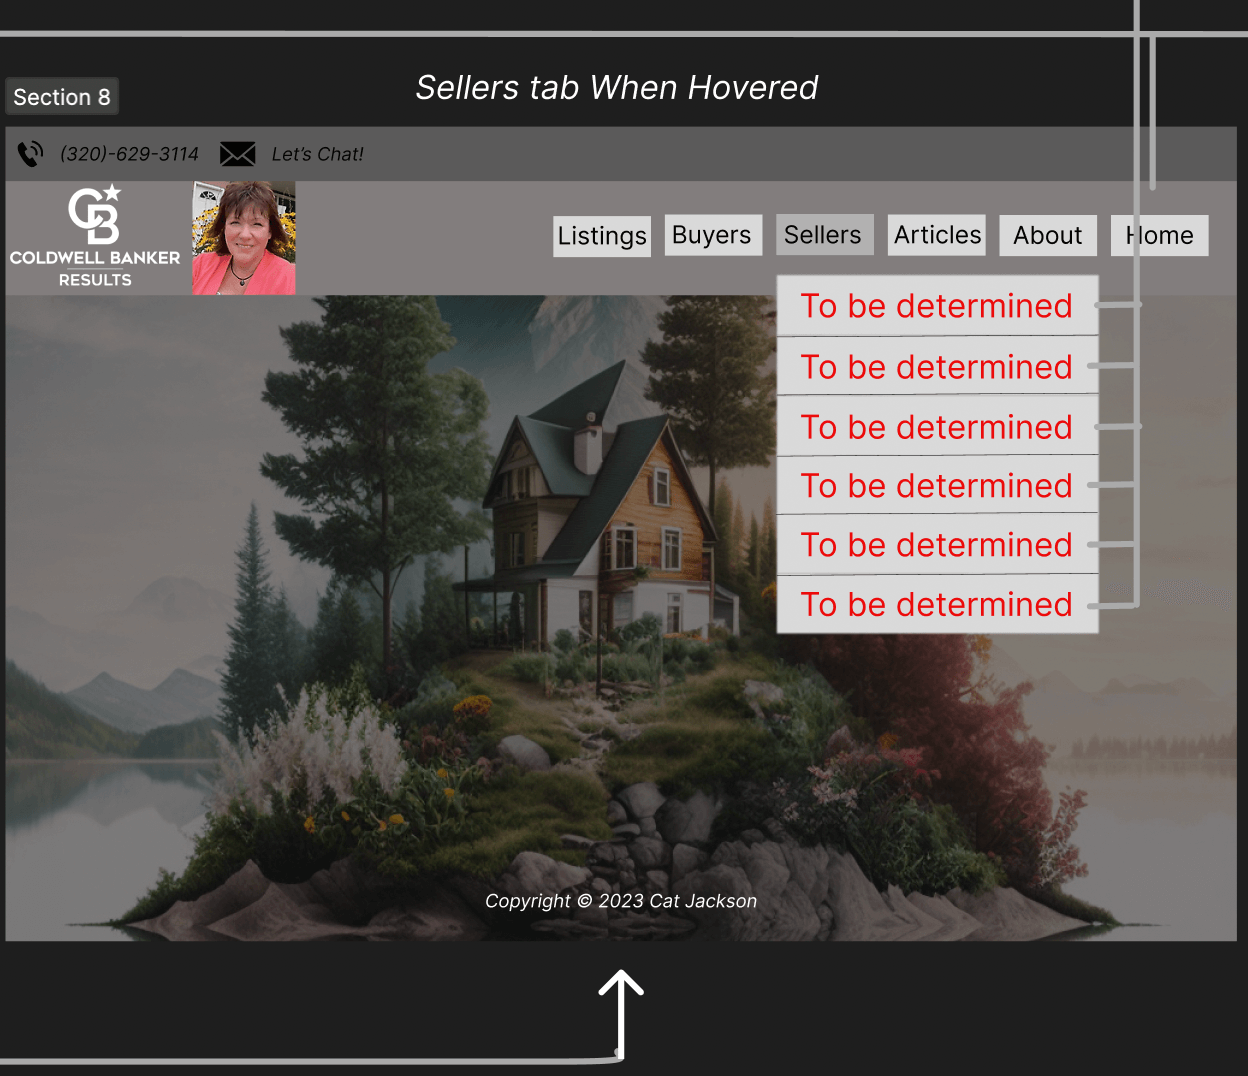 Sellers tab When Hovered
Section 8
(320)-629-3114
Let's Chat!
CB
COLDWELL BANKER
RESULTS
Listings
Buyers
Sellers
Articles
About
Home
To be determined
To be determined
To be determined
To be determined
To be determined
To be determined
Copyright © 2023 Cat Jackson